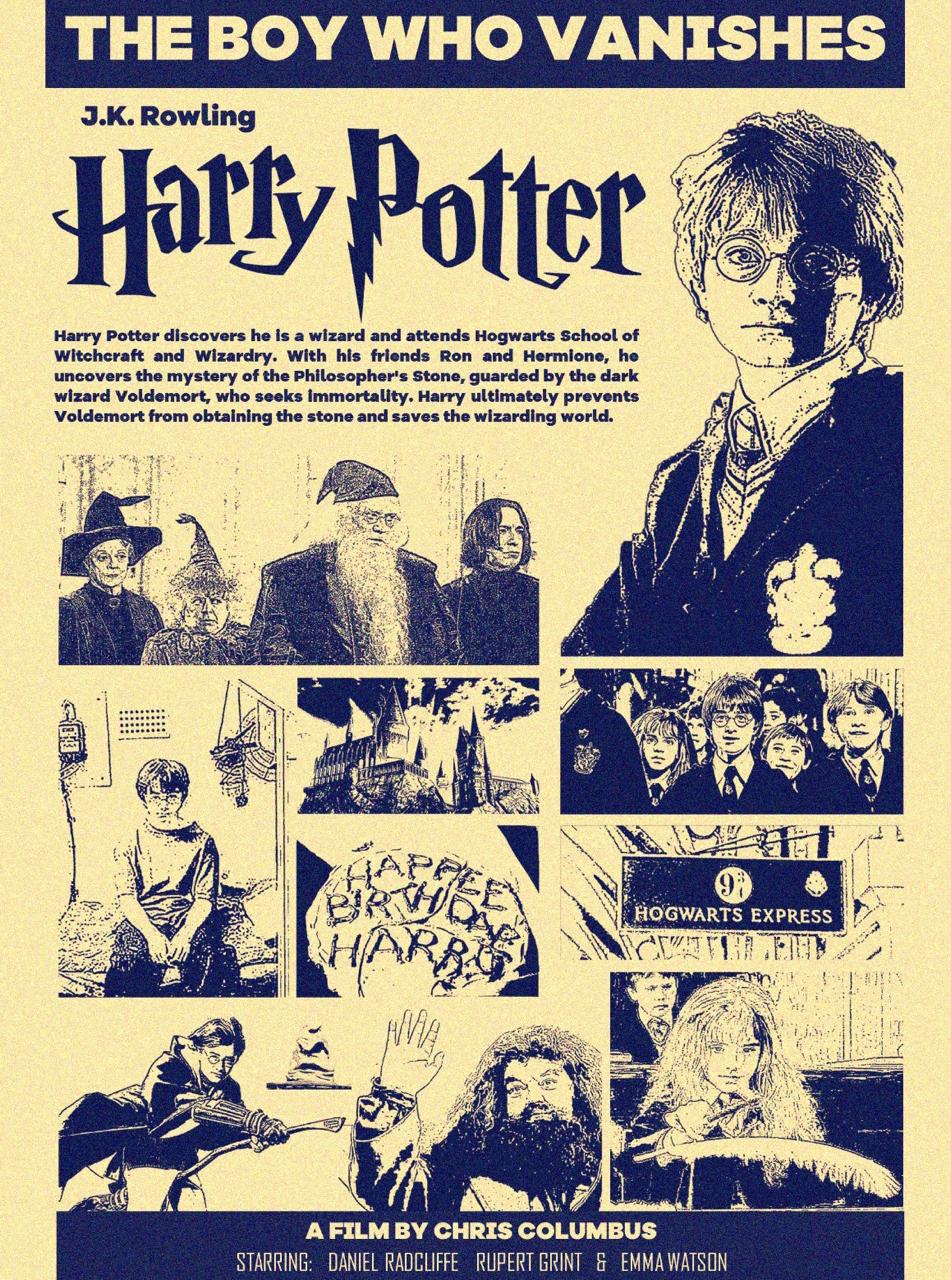 THE BOY WHO VANISHES
J.K. Rowling
Harry Potter
Harry Potter discovers he is a wizard and attends Hogwarts School of
Witchcraft and Wizardry. With his friends Ron and Hermione, he
uncovers the mystery of the Philosopher's Stone, guarded by the dark
wizard Voldemort, who seeks immortality. Harry ultimately prevents
Voldemort from obtaining the stone and saves the wizarding world.
HAPPEE
BIRTHDAE
HARRY
HOGWARTS EXPRESS
A FILM BY CHRIS COLUMBUS
STARRING: DANIEL RADCLIFFE RUPERT GRINT & EMMA WATSON